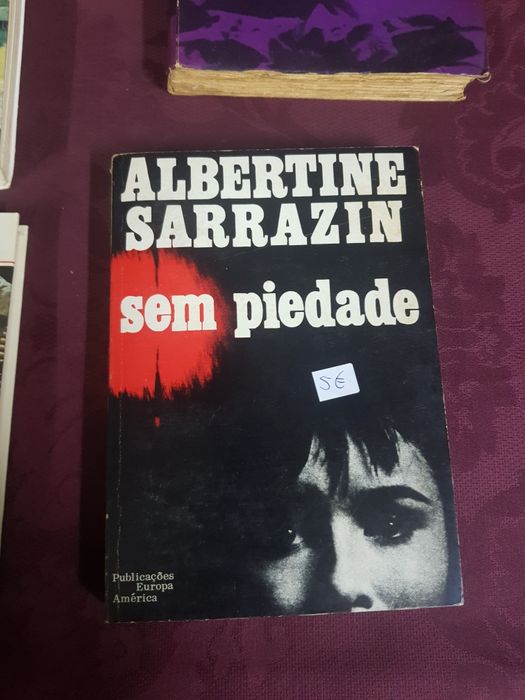 ALBERTINE
SARRAZIN
sem piedade
5€
Publicações
Europa
América